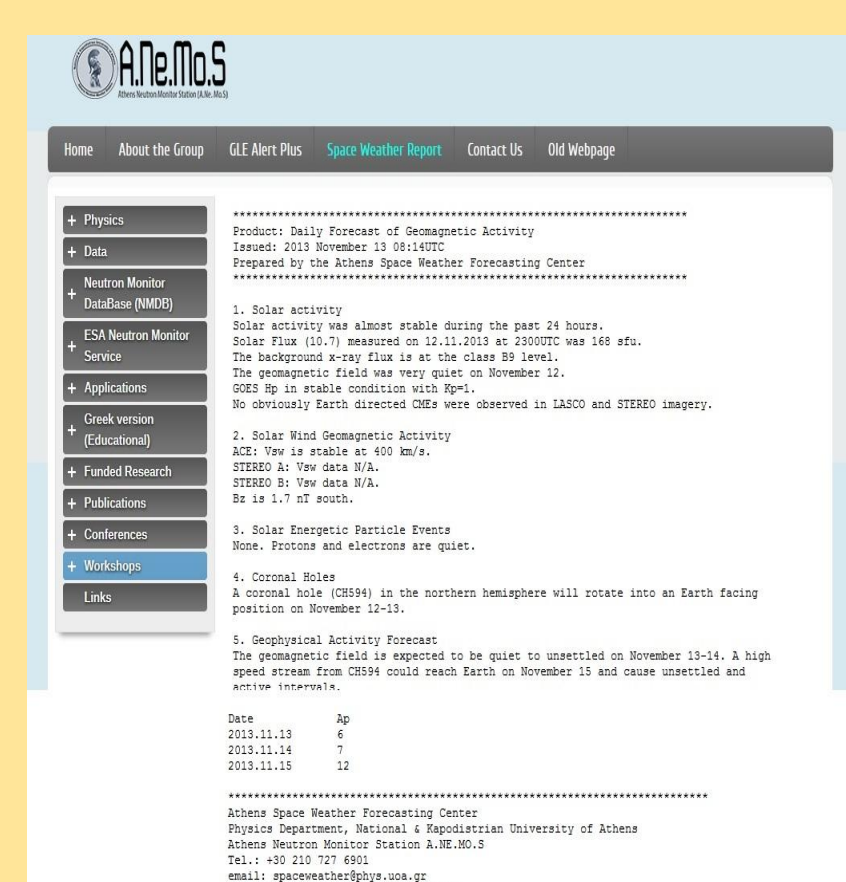 A.Ne.Mo.S
Athens Neutron Monitor Station (A.Ne. Mo.S)
Home About the Group GLE Alert Plus Space Weather Report Contact Us Old Webpage
+ Physics
+ Data
+ Neutron Monitor
DataBase (NMDB)
+ ESA Neutron Monitor
Service
+ Applications
+ Greek version
(Educational)
+ Funded Research
+ Publications
+ Conferences
+ Workshops
Links
***********************************************************************
Product: Daily Forecast of Geomagnetic Activity
Issued: 2013 November 13 08:14UTC
Prepared by the Athens Space Weather Forecasting Center
***********************************************************************
1. Solar activity
Solar activity was almost stable during the past 24 hours.
Solar Flux (10.7) measured on 12.11.2013 at 2300UTC was 168 sfu.
The background x-ray flux is at the class B9 level.
The geomagnetic field was very quiet on November 12.
GOES Hp in stable condition with Kp=1.
No obviously Earth directed CMEs were observed in LASCO and STEREO imagery.
2. Solar Wind Geomagnetic Activity
ACE: Vsw is stable at 400 km/s.
STEREO A: Vsw data N/A.
STEREO B: Vsw data N/A.
Bz is 1.7 nT south.
3. Solar Energetic Particle Events
None. Protons and electrons are quiet.
4. Coronal Holes
A coronal hole (CH594) in the northern hemisphere will rotate into an Earth facing
position on November 12-13.
5. Geophysical Activity Forecast
The geomagnetic field is expected to be quiet to unsettled on November 13-14. A high
speed stream from CH594 could reach Earth on November 15 and cause unsettled and
active intervals.
Date Ap
2013.11.13 6
2013.11.14 7
2013.11.15 12
***************************************************************************
Athens Space Weather Forecasting Center
Physics Department, National & Kapodistrian University of Athens
Athens Neutron Monitor Station A.NE.MO.S
Tel.: +30 210 727 6901
email: spaceweather@phys.uoa.gr